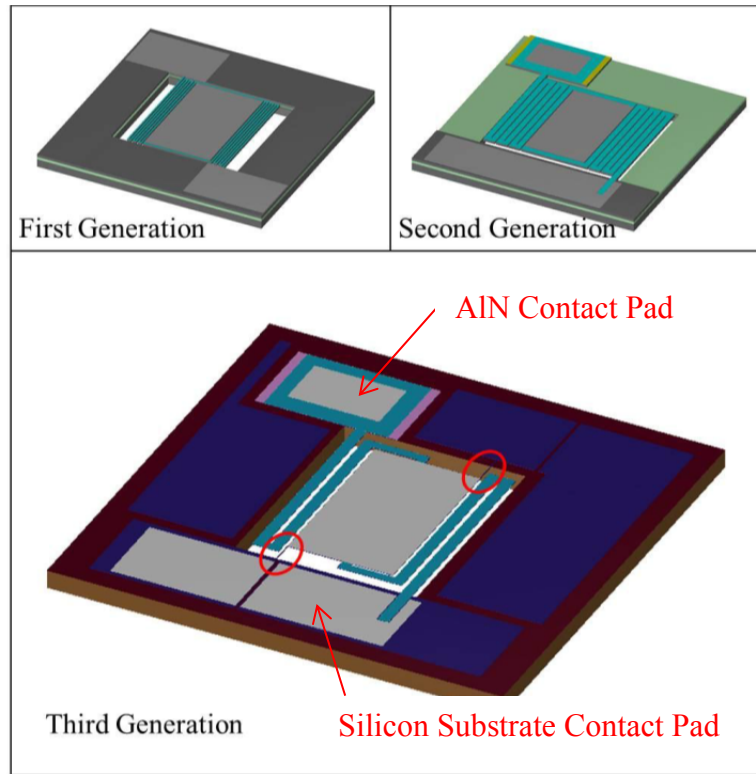 First Generation
Second Generation
AlN Contact Pad
Third Generation
Silicon Substrate Contact Pad